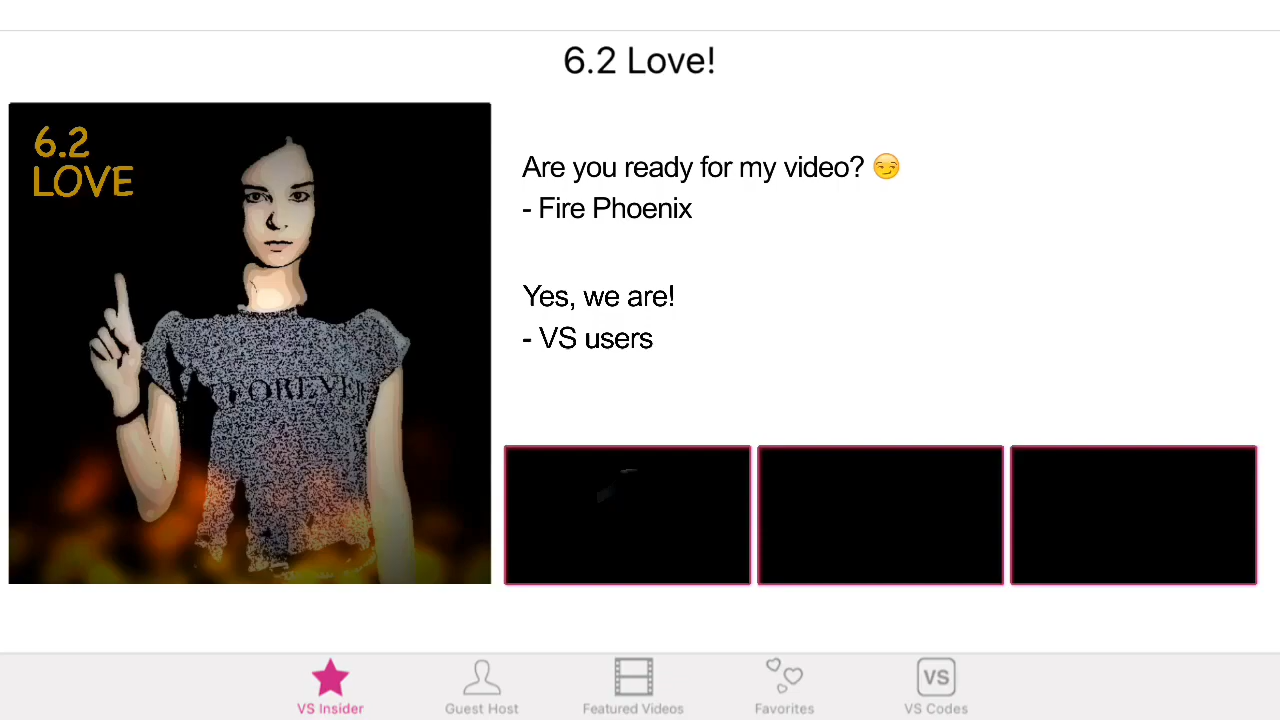 6.2 Love!
6.2
LOVE
Are you ready for my video? 😏
- Fire Phoenix
Yes, we are!
- VS users
FOREVER
VS Insider
Guest Host
Featured Videos
Favorites
VS
VS Codes